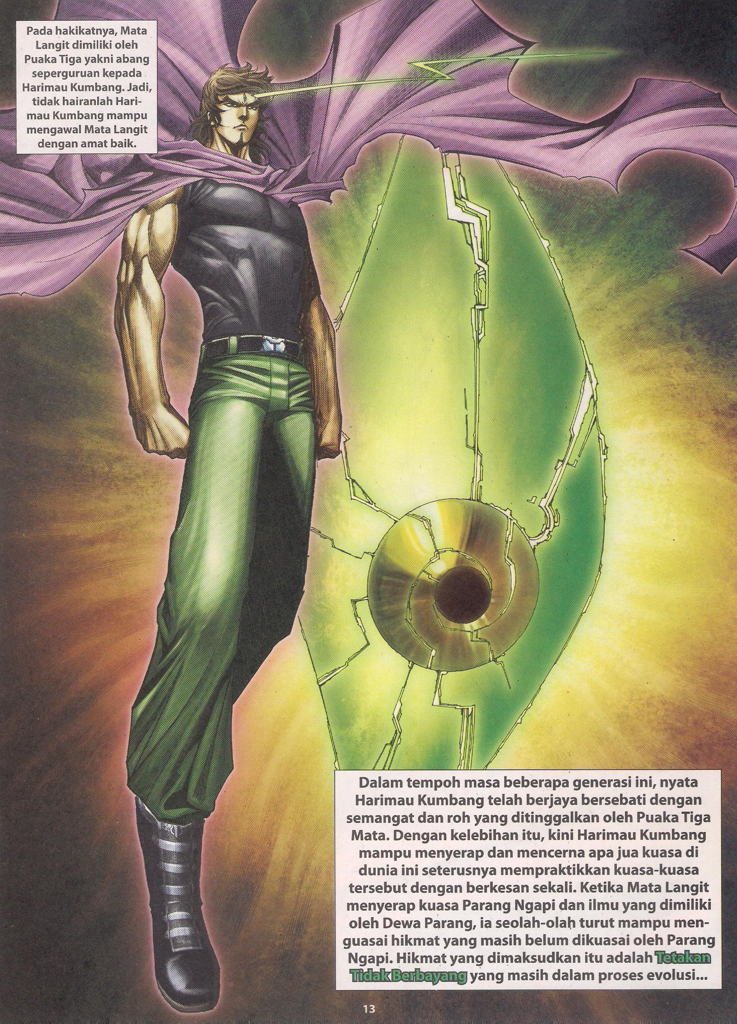 Pada hakikatnya, Mata
Langit dimiliki oleh
Puaka Tiga yakni abang
seperguruan kepada
Harimau Kumbang. Jadi,
tidak hairanlah Hari-
mau Kumbang mampu
mengawal Mata Langit
dengan amat baik.
Dalam tempoh masa beberapa generasi ini, nyata
Harimau Kumbang telah berjaya bersebati dengan
semangat dan roh yang ditinggalkan oleh Puaka Tiga
Mata. Dengan kelebihan itu, kini Harimau Kumbang
mampu menyerap dan mencerna apa jua kuasa di
dunia ini seterusnya mempraktikkan kuasa-kuasa
tersebut dengan berkesan sekali. Ketika Mata Langit
menyerap kuasa Parang Ngapi dan ilmu yang dimiliki
oleh Dewa Parang, ia seolah-olah turut mampu men-
guasai hikmat yang masih belum dikuasai oleh Parang
Ngapi. Hikmat yang dimaksudkan itu adalah Tetakan
Tidak Berbayang yang masih dalam proses evolusi...
13